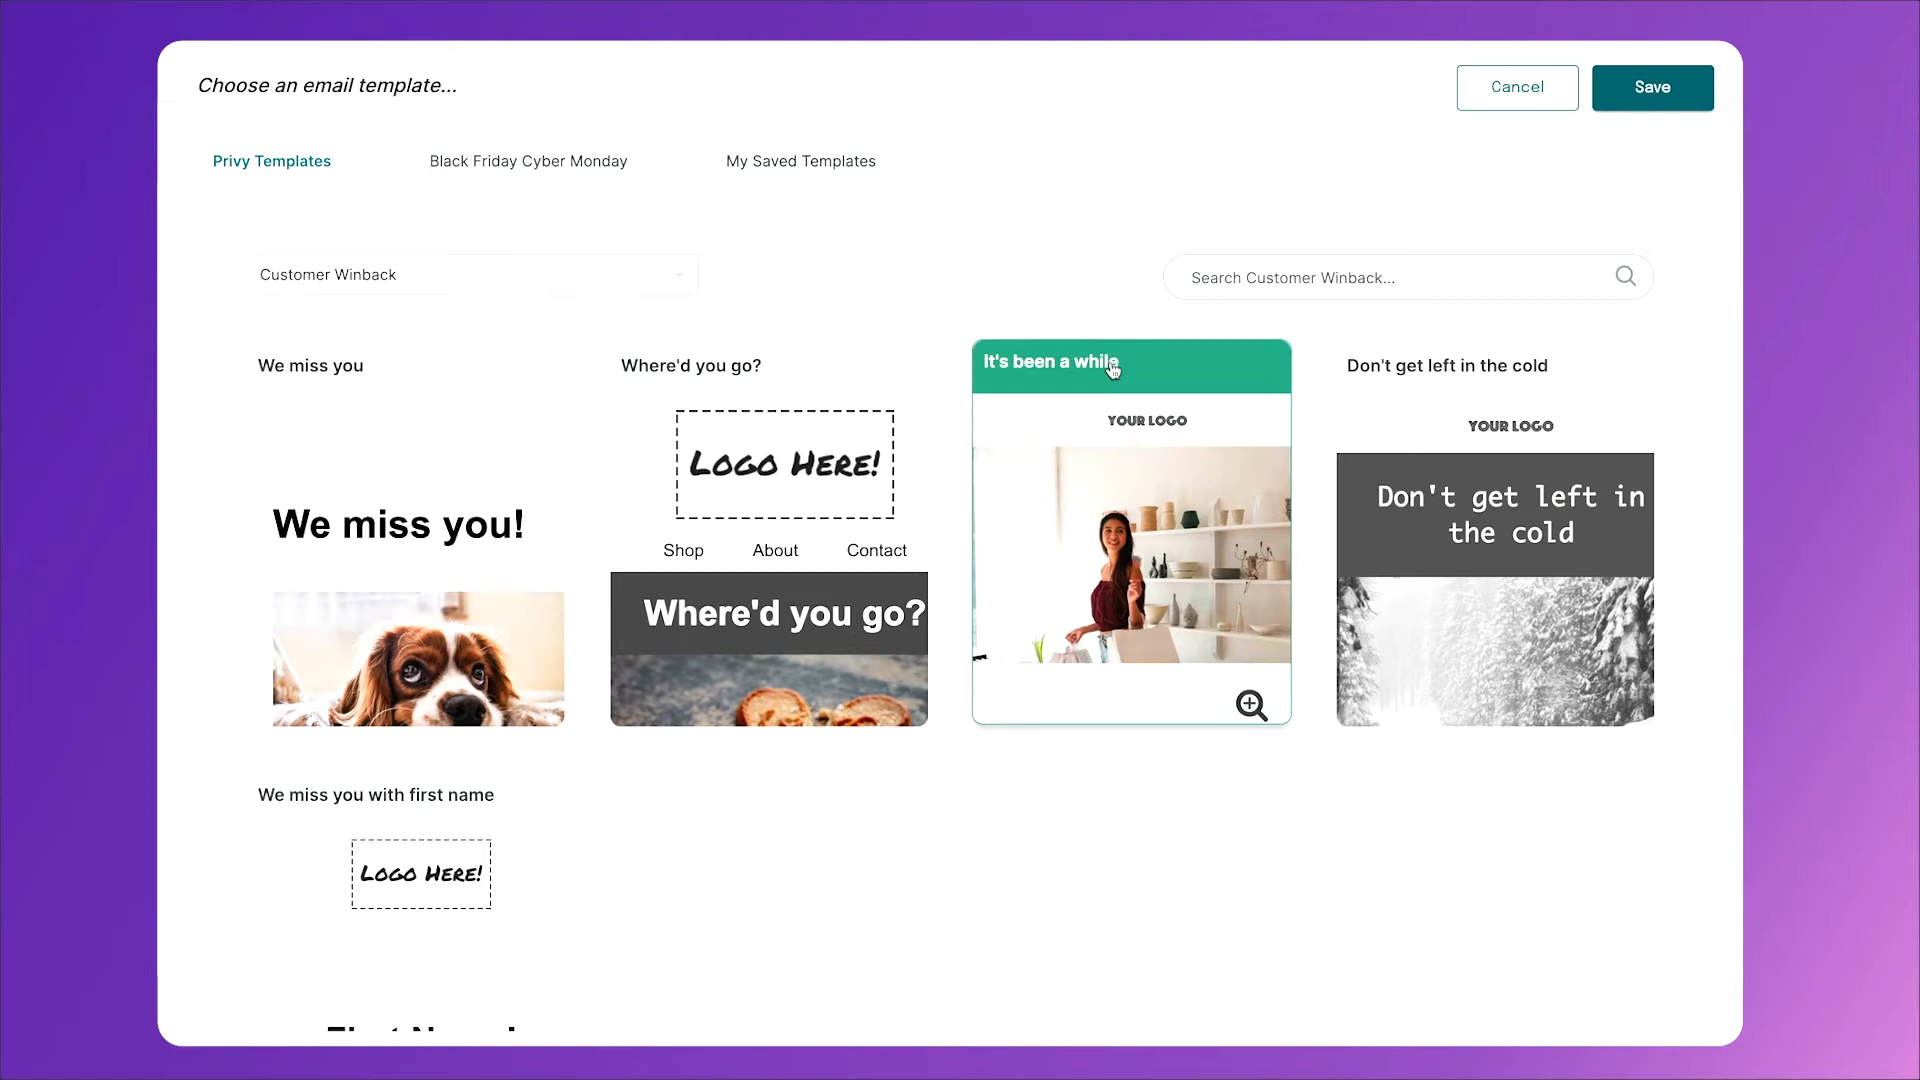 Choose an email template...
Cancel
Save
Privy Templates
Black Friday Cyber Monday
My Saved Templates
Customer Winback
Search Customer Winback...
We miss you
Where'd you go?
It's been a while
Don't get left in the cold
We miss you!
LOGO HERE!
Shop
About
Contact
Where'd you go?
YOUR LOGO
YOUR LOGO
Don't get left in
the cold
We miss you with first name
LOGO HERE!